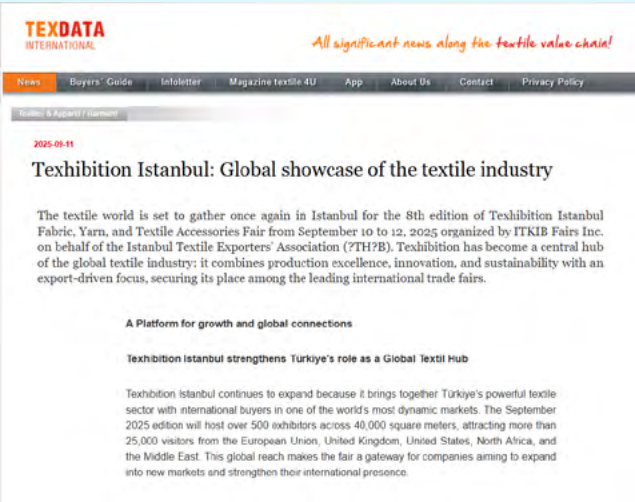 TEXDATA
INTERNATIONAL
All significant news along the textile value chain!
News Buyers' Guide Infoletter Magazine textile 4U App About Us Contact Privacy Policy
Textiles & Apparel / Garment
2025-09-11
Texhibition Istanbul: Global showcase of the textile industry
The textile world is set to gather once again in Istanbul for the 8th edition of Texhibition Istanbul
Fabric, Yarn, and Textile Accessories Fair from September 10 to 12, 2025 organized by ITKIB Fairs Inc.
on behalf of the Istanbul Textile Exporters' Association (?TH?B). Texhibition has become a central hub
of the global textile industry: it combines production excellence, innovation, and sustainability with an
export-driven focus, securing its place among the leading international trade fairs.
A Platform for growth and global connections
Texhibition Istanbul strengthens Türkiye's role as a Global Textil Hub
Texhibition Istanbul continues to expand because it brings together Türkiye's powerful textile
sector with international buyers in one of the world's most dynamic markets. The September
2025 edition will host over 500 exhibitors across 40,000 square meters, attracting more than
25,000 visitors from the European Union, United Kingdom, United States, North Africa, and
the Middle East. This global reach makes the fair a gateway for companies aiming to expand
into new markets and strengthen their international presence.